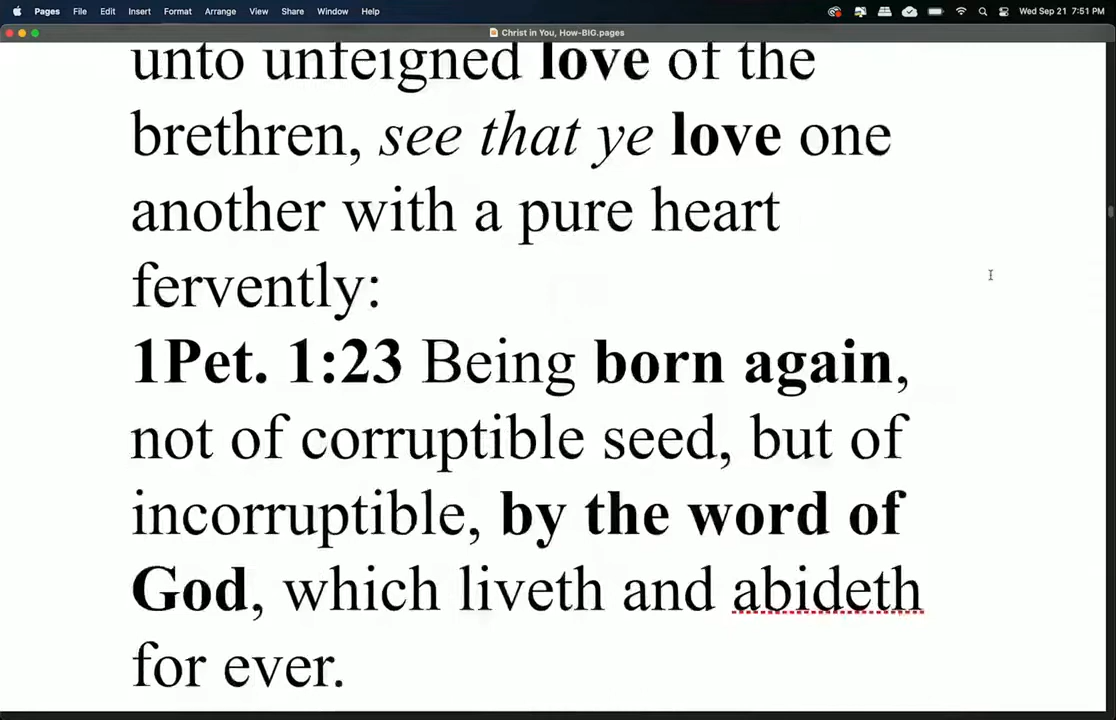 Pages File Edit Insert Format Arrange View Share Window Help Wed Sep 21 7:51 PM
Christ in You, How-BIG.pages
unto unfeigned love of the
brethren, see that ye love one
another with a pure heart
fervently:
1Pet. 1:23 Being born again,
not of corruptible seed, but of
incorruptible, by the word of
God, which liveth and abideth
for ever.